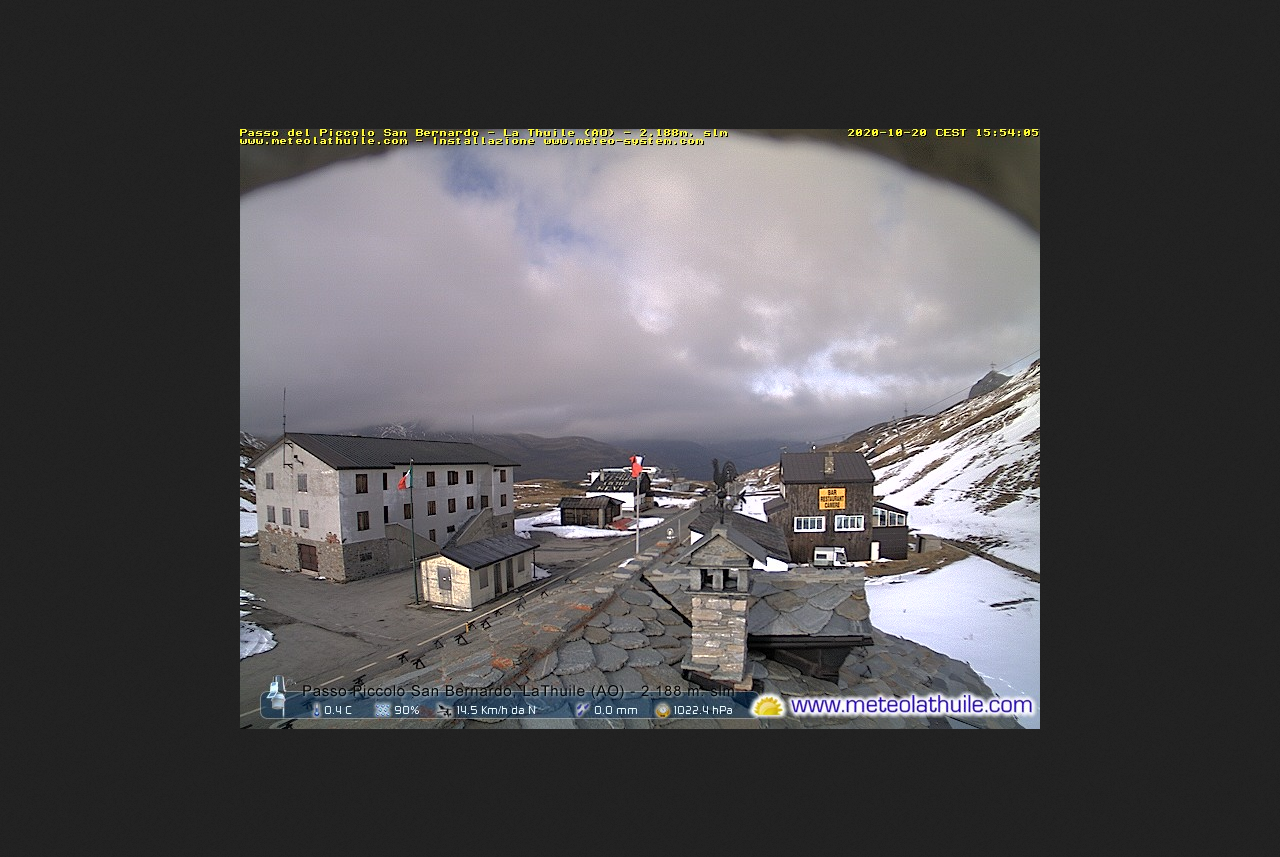 Passo del Piccolo San Bernardo - La Thuile (AO) - 2.188m. slm
2020-10-20 CEST 15:54:05
www.meteolathuile.com - Installazione www.meteo-system.com
BAR
RESTAURANT
CAMERE
Passo Piccolo San Bernardo, LaThuile (AO) - 2.188 m. slm
0.4 C 90% 14.5 Km/h da N 0.0 mm 1022.4 hPa
www.meteolathuile.com